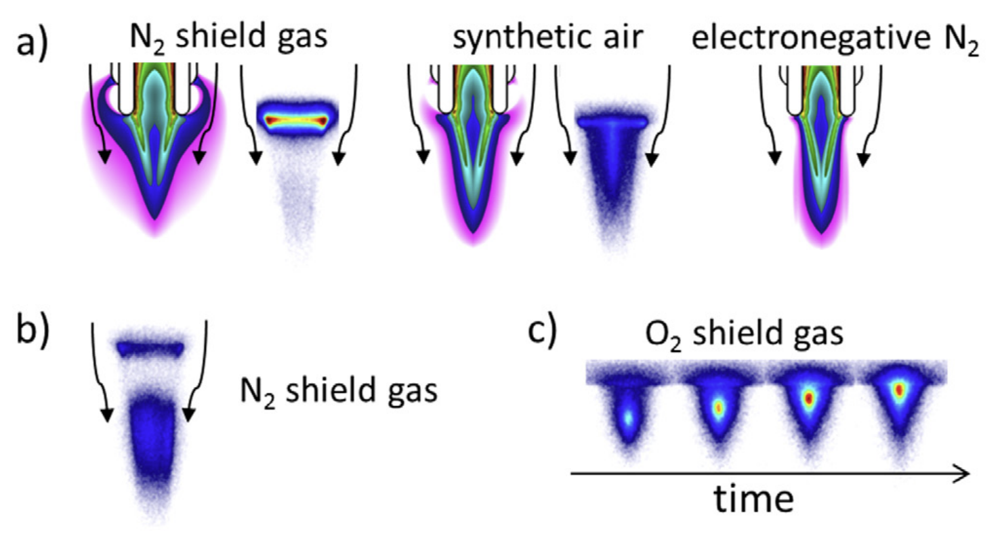 a)
N₂ shield gas
synthetic air
electronegative N₂
b)
N₂ shield gas
c)
O₂ shield gas
time